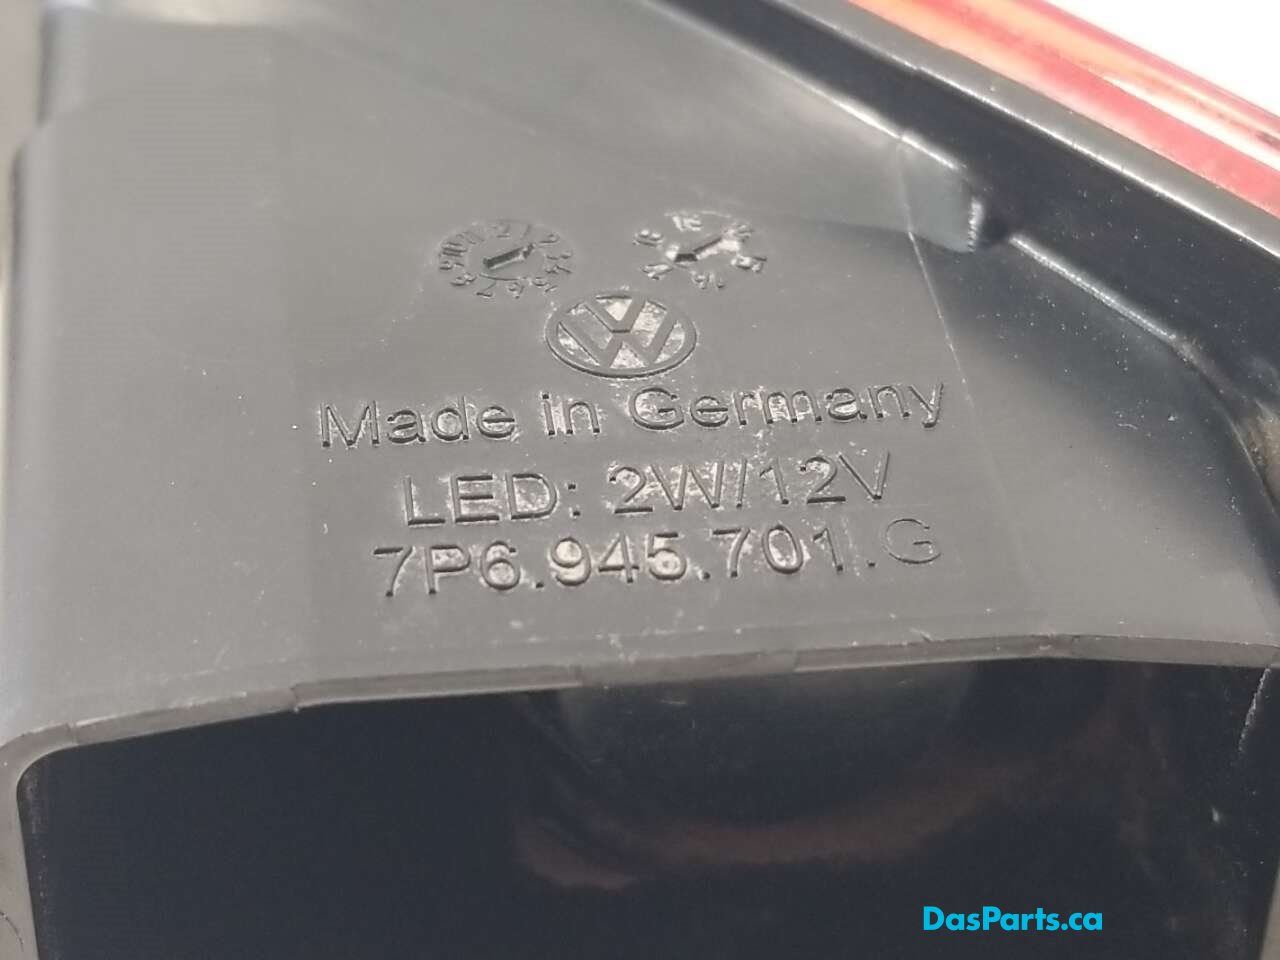 Made in Germany
LED: 2W/12V
7P6.945.701.G
DasParts.ca